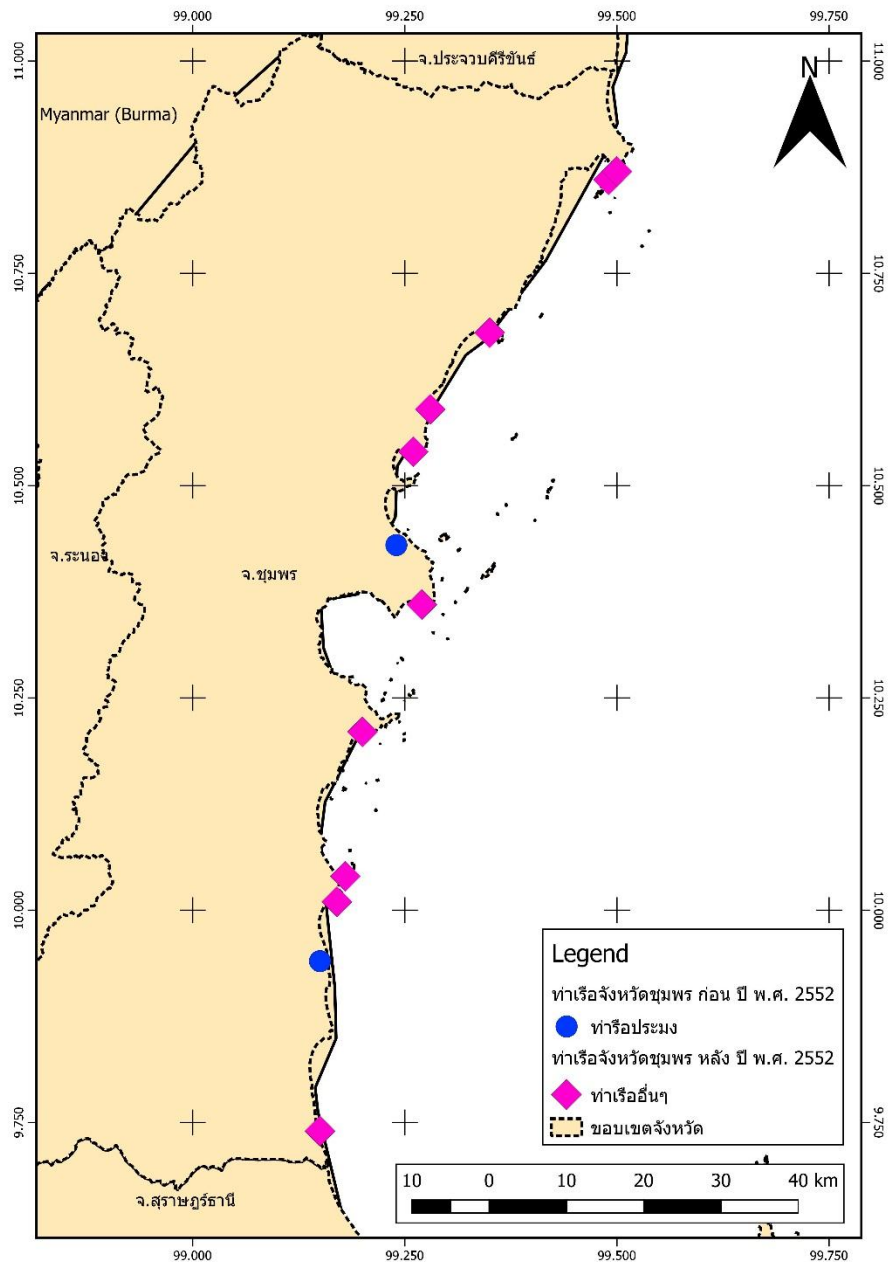 99.000 99.250 99.500 99.750
11.000 11.000
จ.ประจวบคีรีขันธ์
N
Myanmar (Burma)
10.750 10.750
10.500 10.500
จ.ระนอง
จ.ชุมพร
10.250 10.250
10.000 10.000
Legend
ท่าเรือจังหวัดชุมพร ก่อน ปี พ.ศ. 2552
ท่ารือประมง
ท่าเรือจังหวัดชุมพร หลัง ปี พ.ศ. 2552
ท่าเรืออื่นๆ
9.750 9.750
ขอบเขตจังหวัด
10 0 10 20 30 40 km
จ.สุราษฎร์ธานี
99.000 99.250 99.500 99.750